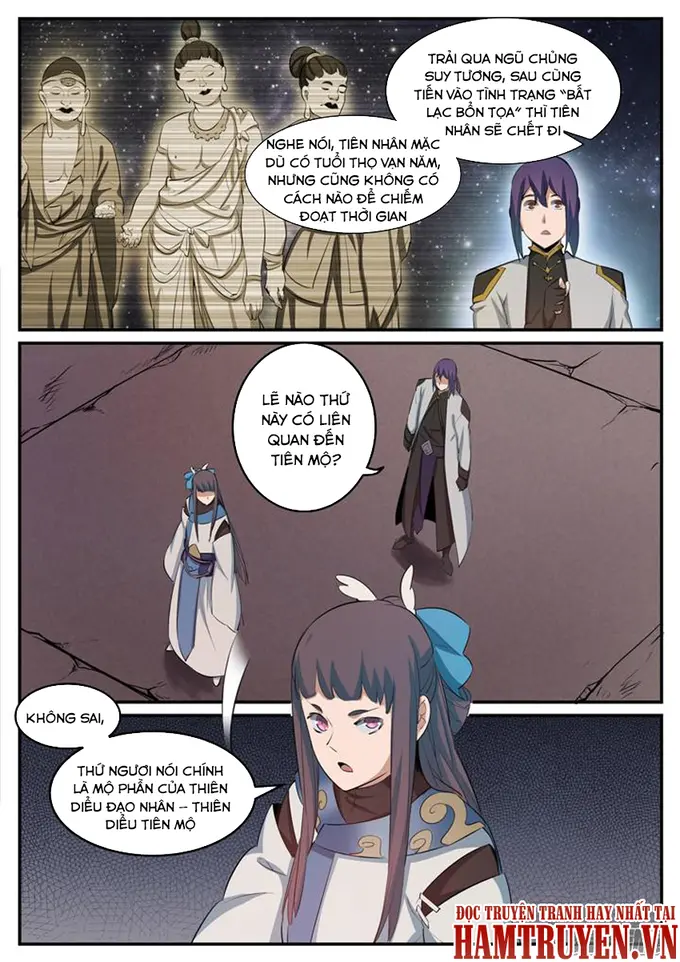 NGHE NÓI, TIÊN NHÂN MẶC
DÙ CÓ TUỔI THỌ VẠN NĂM,
NHƯNG CŨNG KHÔNG CÓ
CÁCH NÀO ĐỂ CHIẾM
ĐOẠT THỜI GIAN
TRẢI QUA NGŨ CHỦNG
SUY TƯƠNG, SAU CÙNG
TIẾN VÀO TÌNH TRẠNG "BẤT
LẠC BỔN TỌA" THÌ TIÊN
NHÂN SẼ CHẾT ĐI
LẼ NÀO THỨ
NÀY CÓ LIÊN
QUAN ĐẾN
TIÊN MỘ?
KHÔNG SAI,
THỨ NGƯƠI NÓI CHÍNH
LÀ MỘ PHẦN CỦA THIÊN
DIỂU ĐẠO NHÂN -- THIÊN
DIỂU TIÊN MỘ
ĐỌC TRUYỆN TRANH HAY NHẤT TẠI
HAMTRUYEN.VN